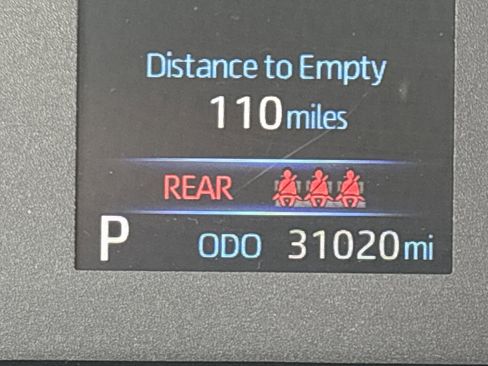 Distance to Empty
110 miles
REAR
P ODO 31020 mi